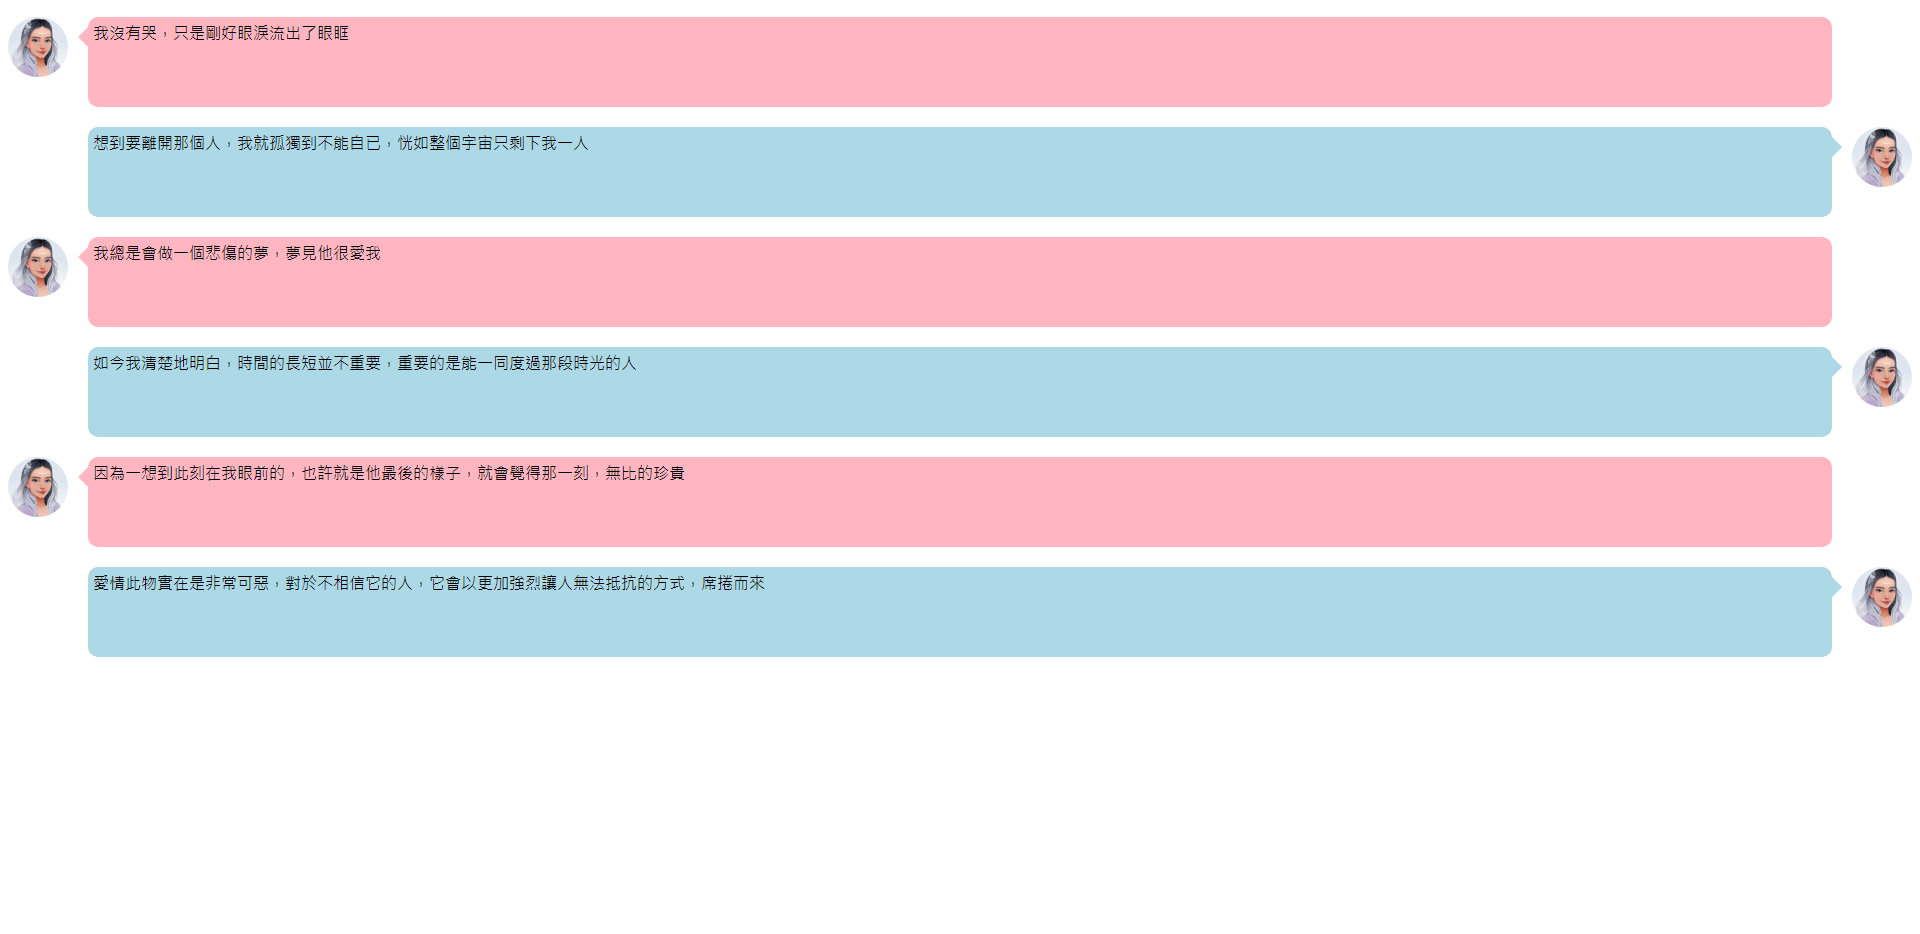 我沒有哭，只是剛好眼淚流出了眼眶
想到要離開那個人，我就孤獨到不能自已，恍如整個宇宙只剩下我一人
我總是會做一個悲傷的夢，夢見他很愛我
如今我清楚地明白，時間的長短並不重要，重要的是能一同度過那段時光的人
因為一想到此刻在我眼前的，也許就是他最後的樣子，就會覺得那一刻，無比的珍貴
愛情此物實在是非常可惡，對於不相信它的人，它會以更加強烈讓人無法抵抗的方式，席捲而來